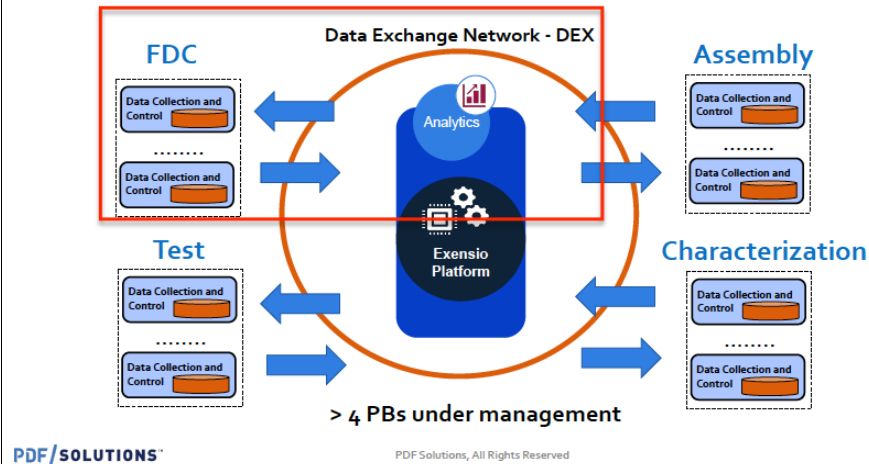 Data Exchange Network - DEX
FDC
Data Collection and
Control
........
Data Collection and
Control
Analytics
Exensio
Platform
Assembly
Data Collection and
Control
........
Data Collection and
Control
Test
Data Collection and
Control
........
Data Collection and
Control
Characterization
Data Collection and
Control
........
Data Collection and
Control
> 4 PBs under management
PDF/SOLUTIONS™
PDF Solutions, All Rights Reserved